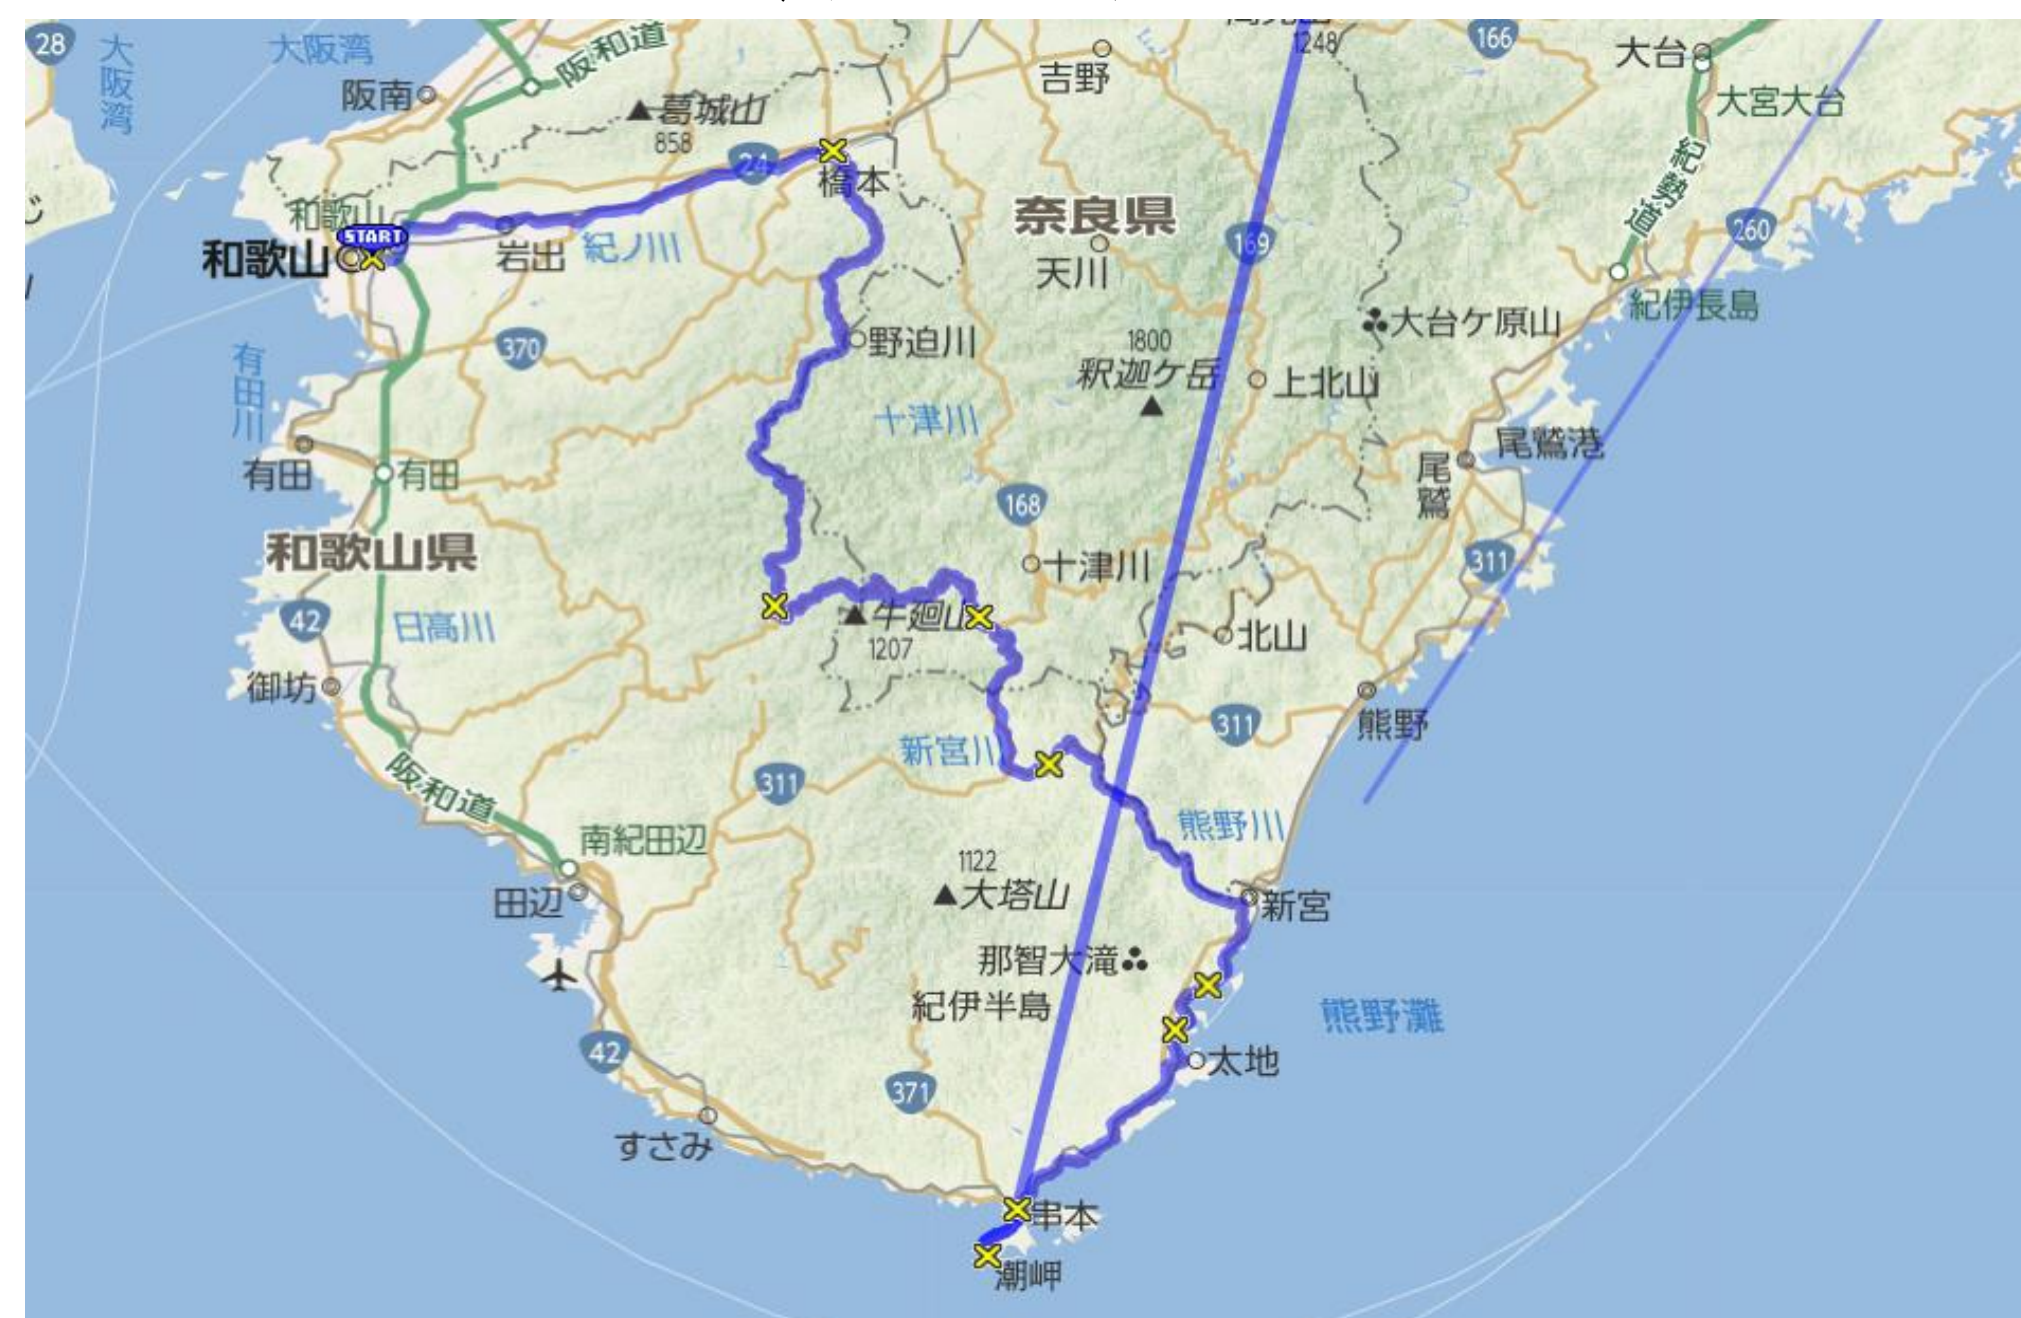 28
大阪湾
大阪湾
阪南
阪和道
葛城山
858
吉野
1248
166
大台
大宮大台
紀勢道
24
橋本
和歌山
START
和歌山
岩出
紀ノ川
奈良県
天川
169
260
紀伊長島
大台ケ原山
370
野迫川
1800
釈迦ケ岳
上北山
有田川
十津川
尾鷲港
尾鷲
有田
有田
168
和歌山県
十津川
311
42
日高川
牛廻山
1207
北山
御坊
新宮川
311
熊野
阪和道
311
熊野川
南紀田辺
1122
大塔山
田辺
新宮
那智大滝
紀伊半島
熊野灘
42
太地
371
すさみ
串本
潮岬